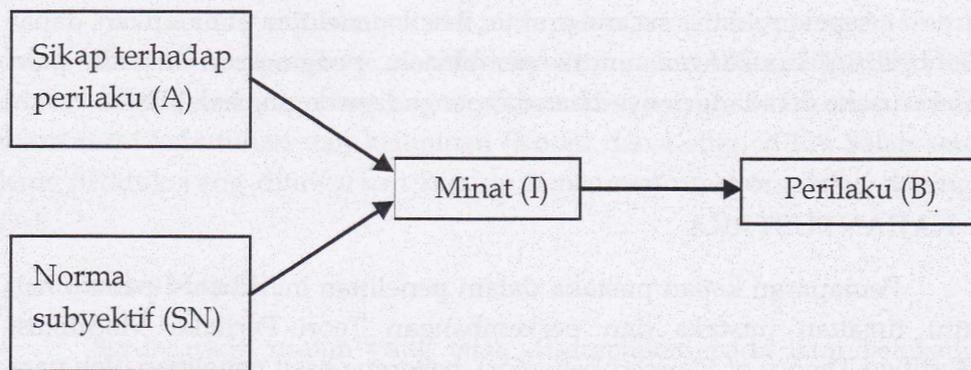 Sikap terhadap
perilaku (A)
Minat (I)
Perilaku (B)
Norma
subyektif (SN)